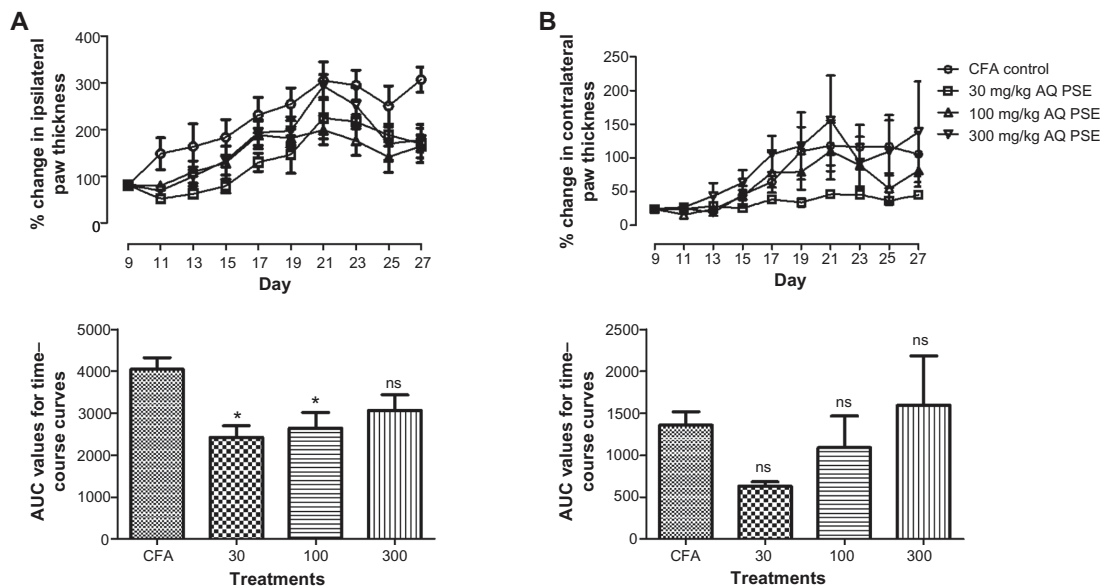 A
% change in ipsilateral
paw thickness
400
300
200
100
0
9 11 13 15 17 19 21 23 25 27
Day
B
% change in contralateral
paw thickness
250
200
150
100
50
0
9 11 13 15 17 19 21 23 25 27
Day
CFA control
30 mg/kg AQ PSE
100 mg/kg AQ PSE
300 mg/kg AQ PSE
AUC values for time–
course curves
5000
4000
3000
2000
1000
0
* * ns
CFA 30 100 300
Treatments
AUC values for time–
course curves
2500
2000
1500
1000
500
0
ns ns ns
CFA 30 100 300
Treatments